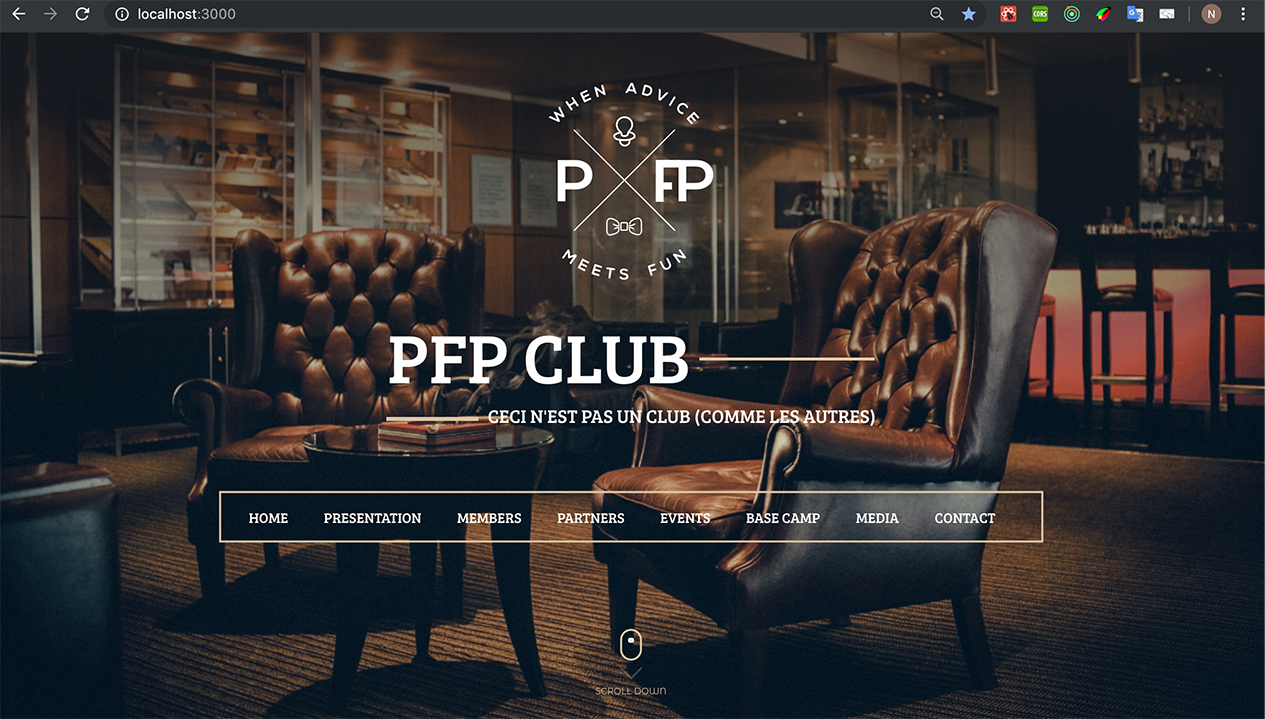 localhost:3000
CORS
N
WHEN ADVICE
P FP
MEETS FUN
PFP CLUB
CECI N'EST PAS UN CLUB (COMME LES AUTRES)
HOME PRESENTATION MEMBERS PARTNERS EVENTS BASE CAMP MEDIA CONTACT
SCROLL DOWN